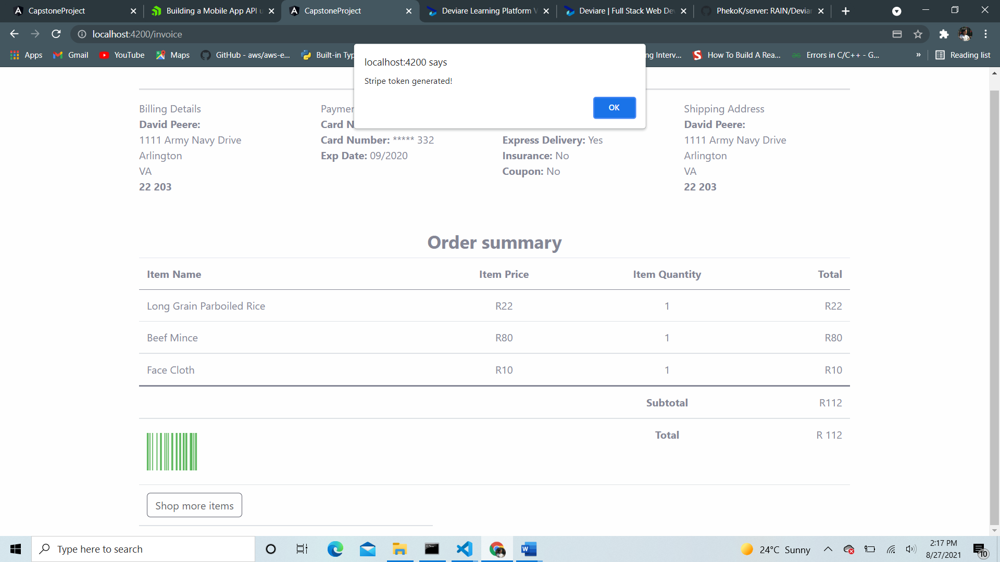 CapstoneProject
Building a Mobile App API u
CapstoneProject
Deviare Learning Platform V
Deviare | Full Stack Web De
PhekoK/server: RAIN/Devian
localhost:4200/invoice
Apps
Gmail
YouTube
Maps
GitHub - aws/aws-e...
Built-in Typ
ng Interv...
How To Build A Rea...
Errors in C/C++ - G...
»
Reading list
localhost:4200 says
Stripe token generated!
OK
Billing Details
David Peere:
1111 Army Navy Drive
Arlington
VA
22 203
Paymen
Card N
Card Number: ***** 332
Exp Date: 09/2020
Express Delivery: Yes
Insurance: No
Coupon: No
Shipping Address
David Peere:
1111 Army Navy Drive
Arlington
VA
22 203
Order summary
Item Name Item Price Item Quantity Total
Long Grain Parboiled Rice R22 1 R22
Beef Mince R80 1 R80
Face Cloth R10 1 R10
Subtotal R112
Total R 112
Shop more items
Type here to search
24°C Sunny
2:17 PM
8/27/2021
10